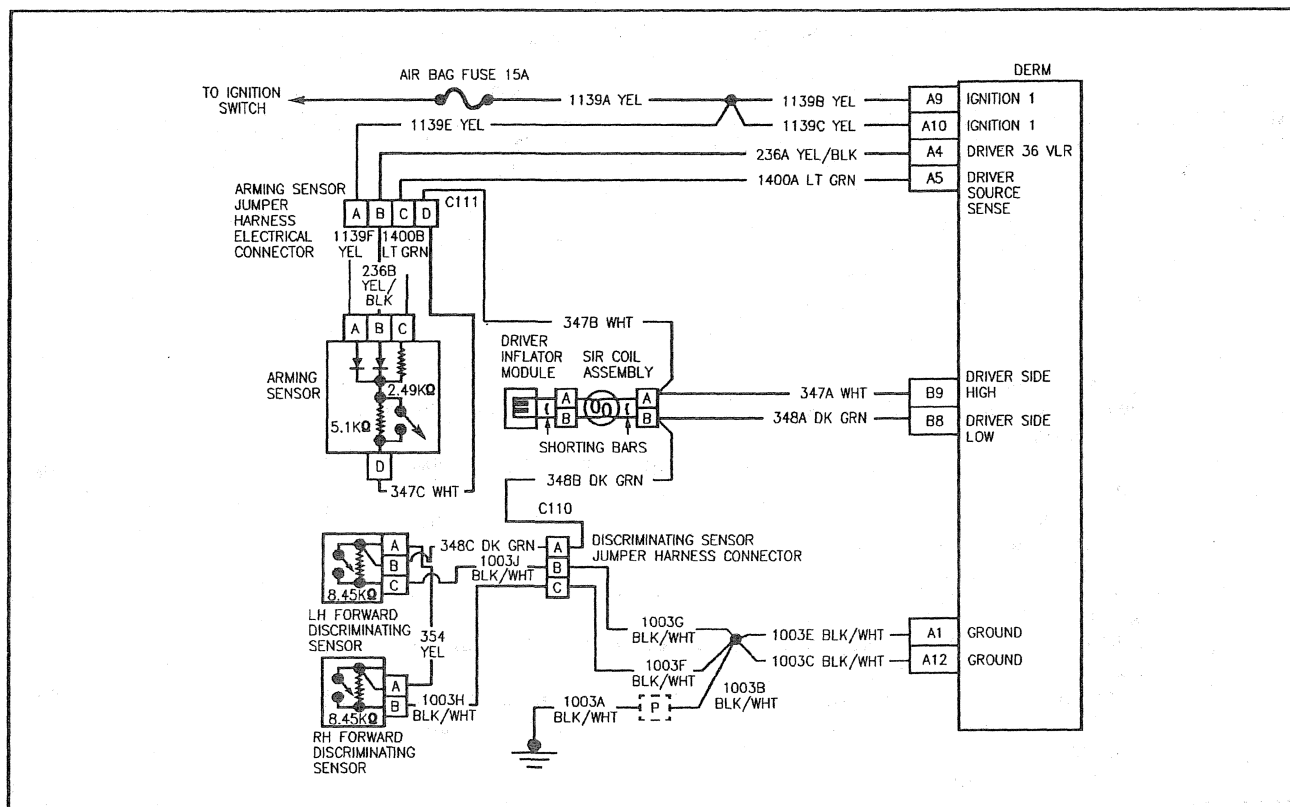 DERM
AIR BAG FUSE 15A
TO IGNITION
SWITCH
1139A YEL
1139B YEL
A9
IGNITION 1
1139E YEL
1139C YEL
A10
IGNITION 1
236A YEL/BLK
A4
DRIVER 36 VLR
1400A LT GRN
A5
DRIVER
SOURCE
SENSE
ARMING SENSOR
JUMPER
HARNESS
ELECTRICAL
CONNECTOR
A B C D
C111
1139F
YEL
1400B
LT GRN
236B
YEL/
BLK
A B C
ARMING
SENSOR
2.49KΩ
5.1KΩ
D
347C WHT
347B WHT
DRIVER
INFLATOR
MODULE
SIR COIL
ASSEMBLY
A
B
A
B
SHORTING BARS
347A WHT
B9
DRIVER SIDE
HIGH
348A DK GRN
B8
DRIVER SIDE
LOW
348B DK GRN
C110
DISCRIMINATING SENSOR
JUMPER HARNESS CONNECTOR
A
B
C
348C DK GRN
1003J
BLK/WHT
A
B
C
8.45KΩ
LH FORWARD
DISCRIMINATING
SENSOR
354
YEL
A
B
8.45KΩ
1003H
BLK/WHT
RH FORWARD
DISCRIMINATING
SENSOR
1003G
BLK/WHT
1003E BLK/WHT
A1
GROUND
1003F
BLK/WHT
1003C BLK/WHT
A12
GROUND
1003B
BLK/WHT
1003A
BLK/WHT
P